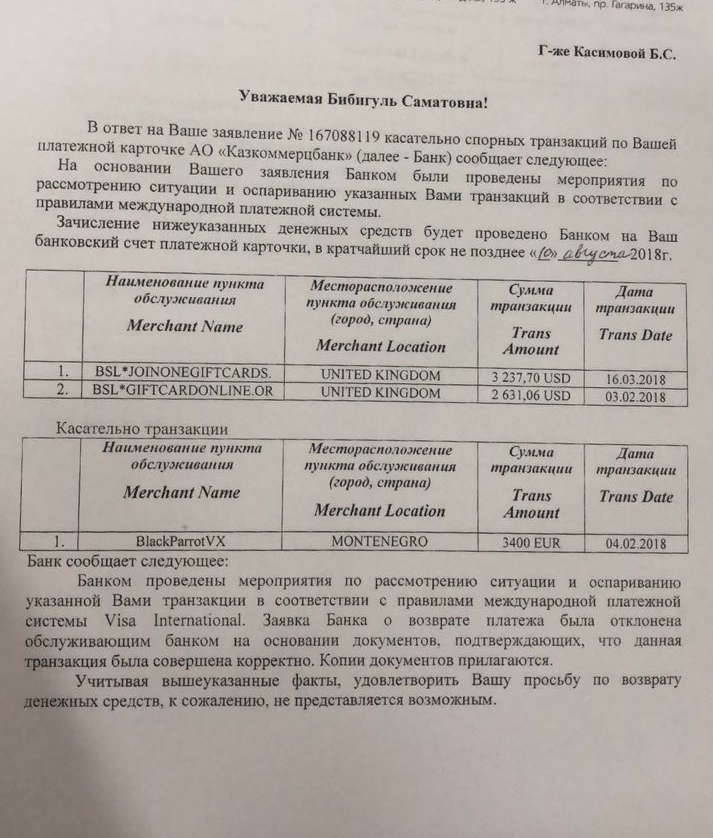 г. Алматы, пр. Гагарина, 135ж
Г-же Касимовой Б.С.
Уважаемая Бибигуль Саматовна!
В ответ на Ваше заявление № 167088119 касательно спорных транзакций по Вашей
платежной карточке АО «Казкоммерцбанк» (далее - Банк) сообщает следующее:
На основании Вашего заявления Банком были проведены мероприятия по
рассмотрению ситуации и оспариванию указанных Вами транзакций в соответствии с
правилами международной платежной системы.
Зачисление нижеуказанных денежных средств будет проведено Банком на Ваш
банковский счет платежной карточки, в кратчайший срок не позднее «10» августа 2018г.
Наименование пункта обслуживания Merchant Name | Месторасположение пункта обслуживания (город, страна) Merchant Location | Сумма транзакции Trans Amount | Дата транзакции Trans Date
1. BSL*JOINONEGIFTCARDS. UNITED KINGDOM 3 237,70 USD 16.03.2018
2. BSL*GIFTCARDONLINE.OR UNITED KINGDOM 2 631,06 USD 03.02.2018
Касательно транзакции
Наименование пункта обслуживания Merchant Name | Месторасположение пункта обслуживания (город, страна) Merchant Location | Сумма транзакции Trans Amount | Дата транзакции Trans Date
1. BlackParrotVX MONTENEGRO 3400 EUR 04.02.2018
Банк сообщает следующее:
Банком проведены мероприятия по рассмотрению ситуации и оспариванию
указанной Вами транзакции в соответствии с правилами международной платежной
системы Visa International. Заявка Банка о возврате платежа была отклонена
обслуживающим банком на основании документов, подтверждающих, что данная
транзакция была совершена корректно. Копии документов прилагаются.
Учитывая вышеуказанные факты, удовлетворить Вашу просьбу по возврату
денежных средств, к сожалению, не представляется возможным.